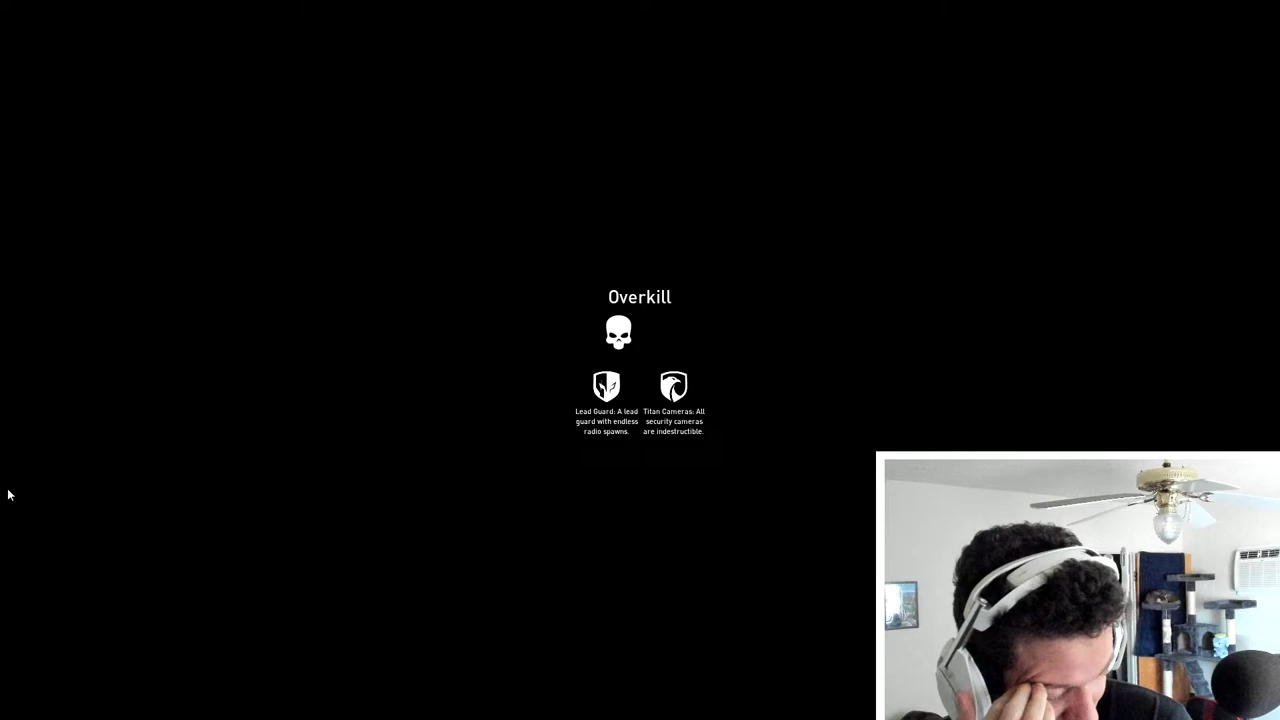 Overkill
Lead Guard: A lead
guard with endless
radio spawns.
Titan Cameras: All
security cameras
are indestructible.